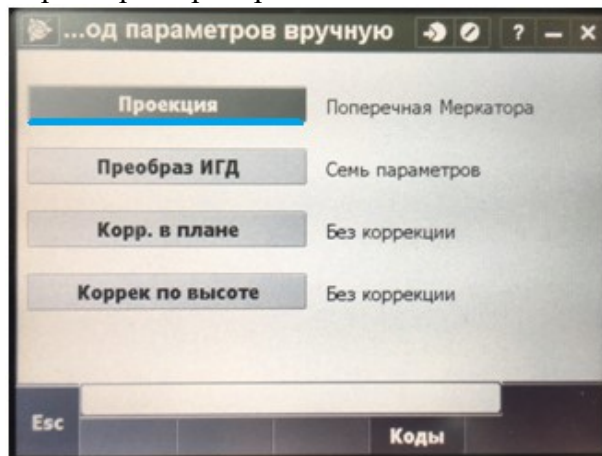 ...од параметров вручную ? – ×
Проекция Поперечная Меркатора
Преобраз ИГД Семь параметров
Корр. в плане Без коррекции
Коррек по высоте Без коррекции
Esc
Коды